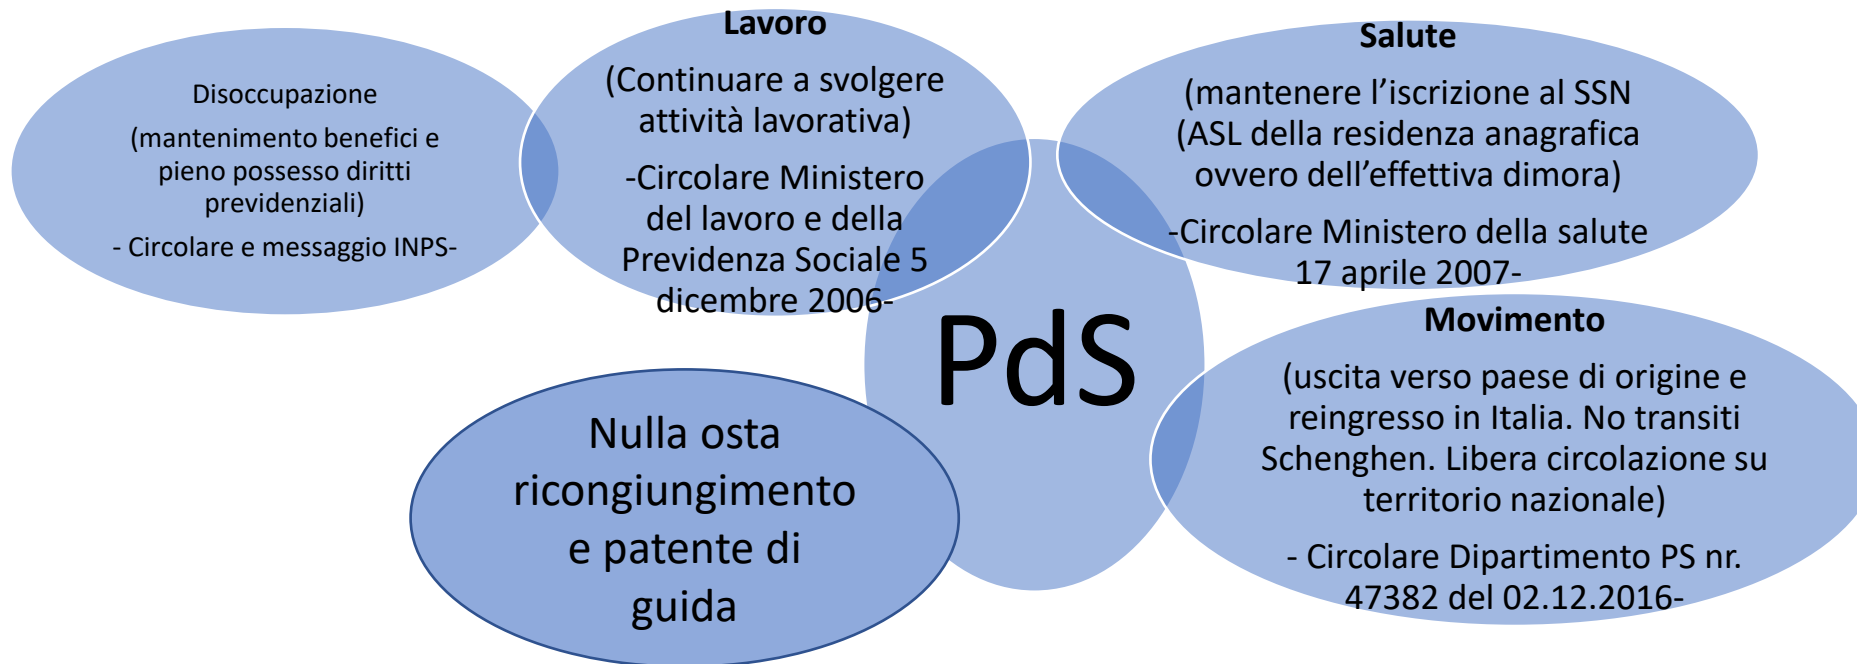 Disoccupazione
(mantenimento benefici e
pieno possesso diritti
previdenziali)
- Circolare e messaggio INPS-
Lavoro
(Continuare a svolgere
attività lavorativa)
-Circolare Ministero
del lavoro e della
Previdenza Sociale 5
dicembre 2006-
Salute
(mantenere l’iscrizione al SSN
(ASL della residenza anagrafica
ovvero dell’effettiva dimora)
-Circolare Ministero della salute
17 aprile 2007-
PdS
Movimento
(uscita verso paese di origine e
reingresso in Italia. No transiti
Schenghen. Libera circolazione su
territorio nazionale)
- Circolare Dipartimento PS nr.
47382 del 02.12.2016-
Nulla osta
ricongiungimento
e patente di
guida